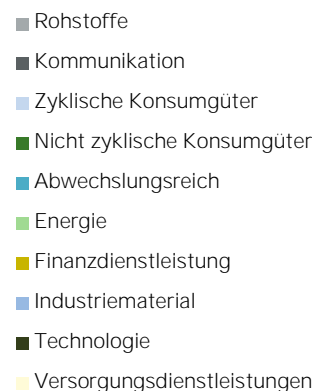 Rohstoffe
Kommunikation
Zyklische Konsumgüter
Nicht zyklische Konsumgüter
Abwechslungsreich
Energie
Finanzdienstleistung
Industriematerial
Technologie
Versorgungsdienstleistungen